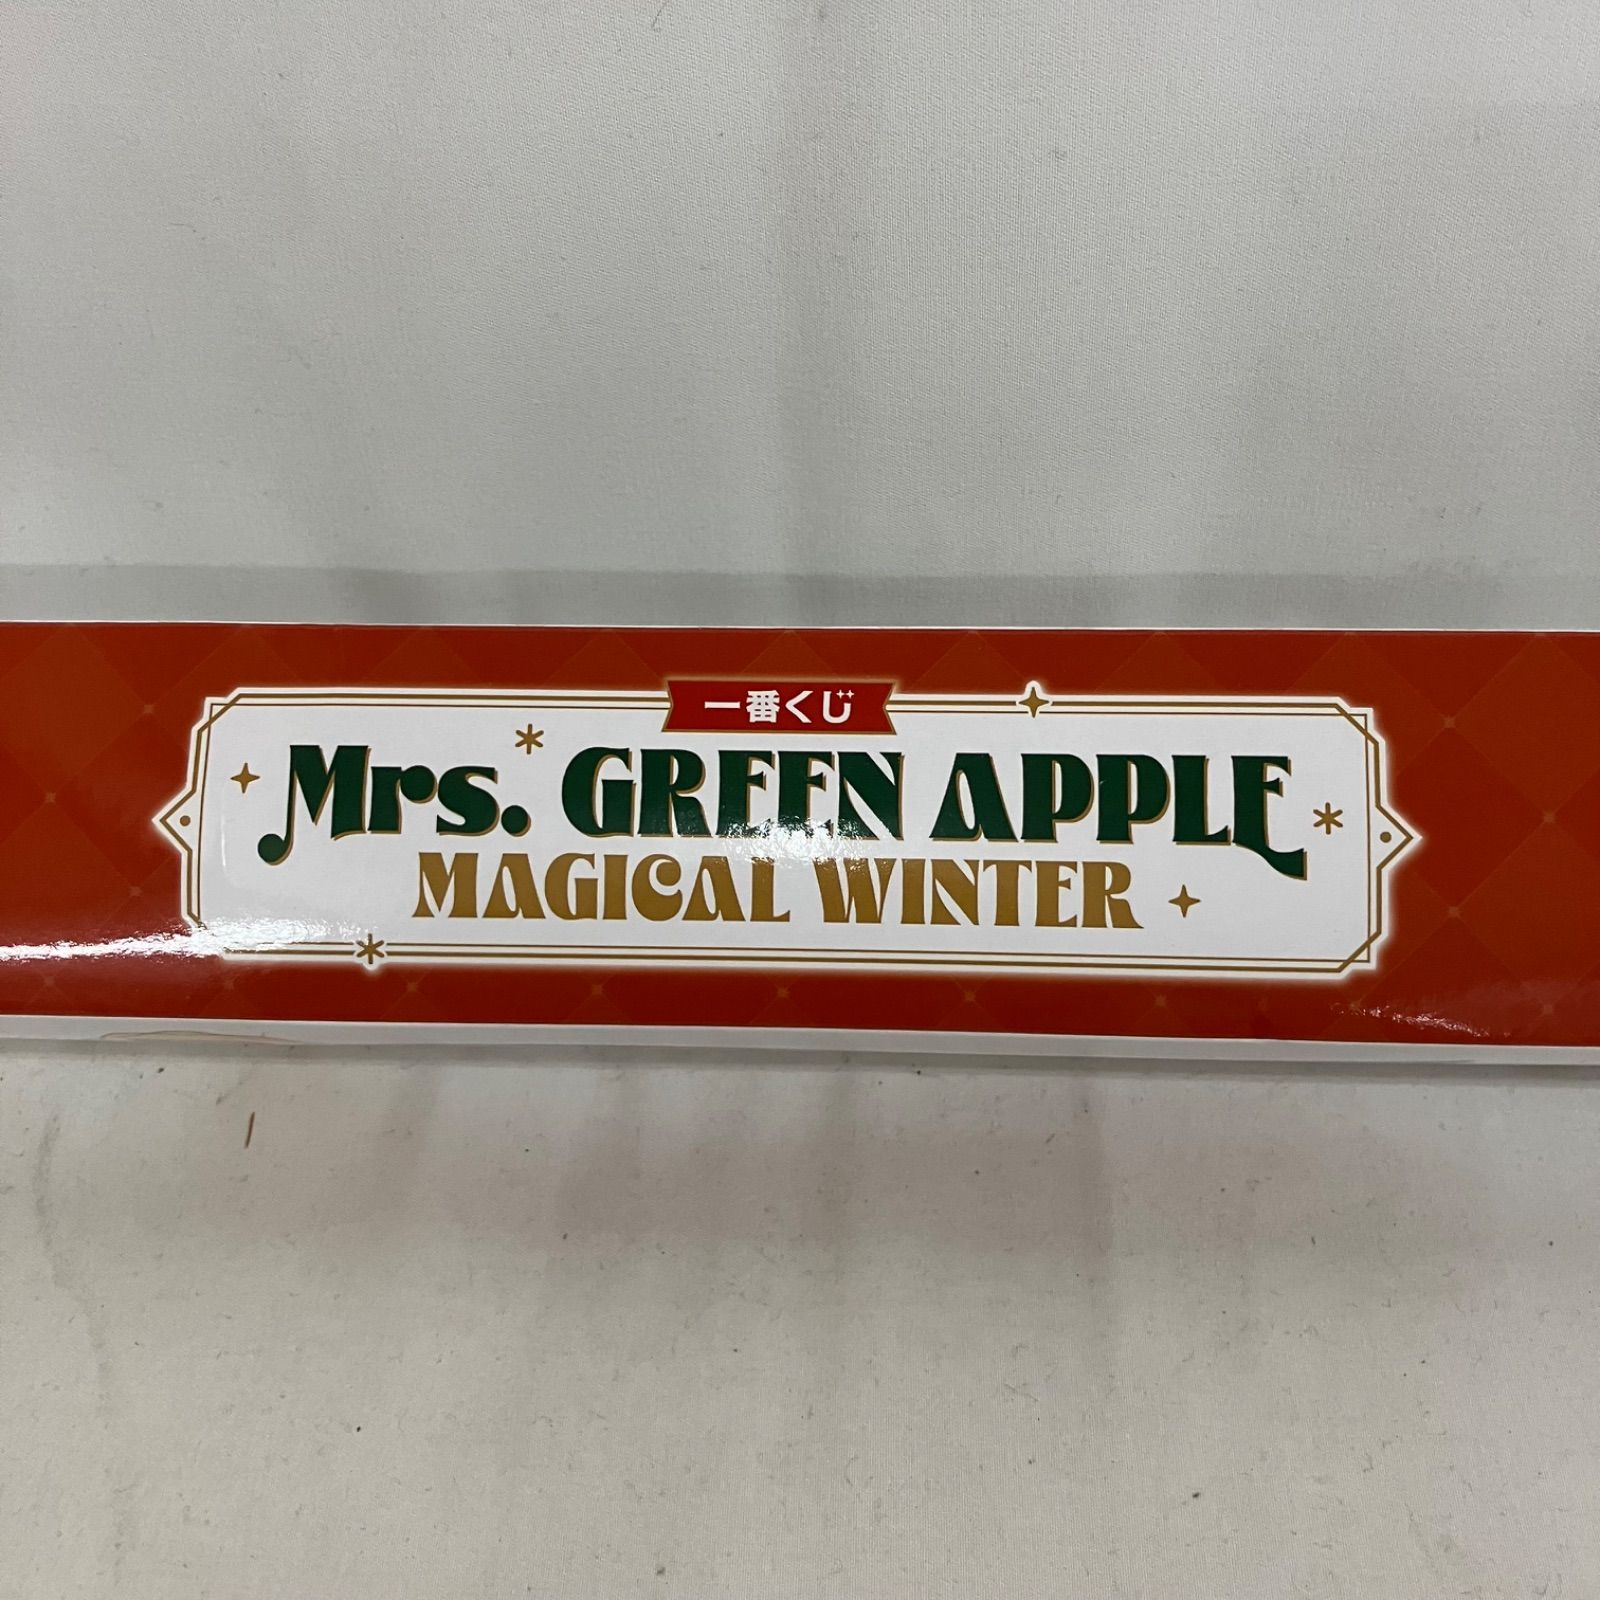 一番くじ
Mrs. GREEN APPLE
MAGICAL WINTER